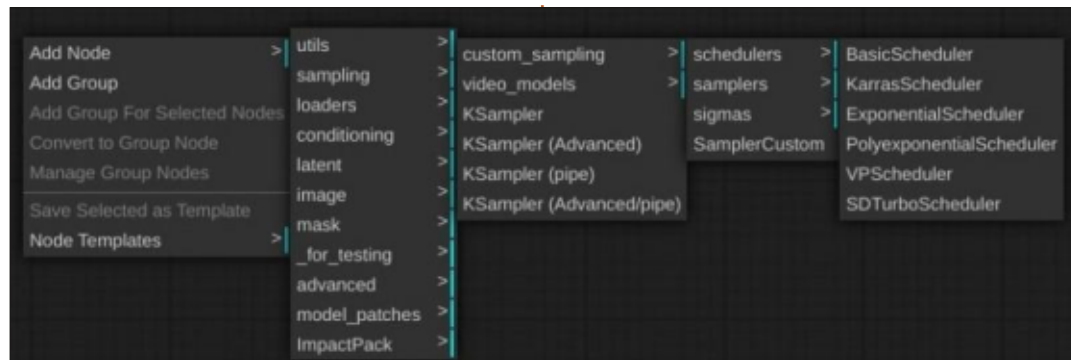 Add Node >
Add Group
Add Group For Selected Nodes
Convert to Group Node
Manage Group Nodes
Save Selected as Template
Node Templates >
utils >
sampling >
loaders >
conditioning >
latent >
image >
mask >
_for_testing >
advanced >
model_patches >
ImpactPack >
custom_sampling >
video_models >
KSampler
KSampler (Advanced)
KSampler (pipe)
KSampler (Advanced/pipe)
schedulers >
samplers >
sigmas >
SamplerCustom
BasicScheduler
KarrasScheduler
ExponentialScheduler
PolyexponentialScheduler
VPScheduler
SDTurboScheduler